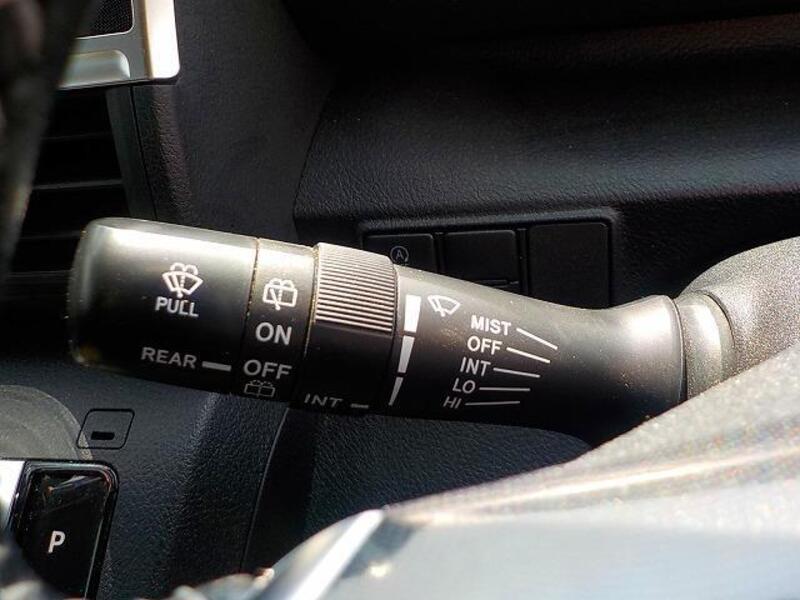 PULL
REAR
ON
OFF
INT
MIST
OFF
INT
LO
HI
P